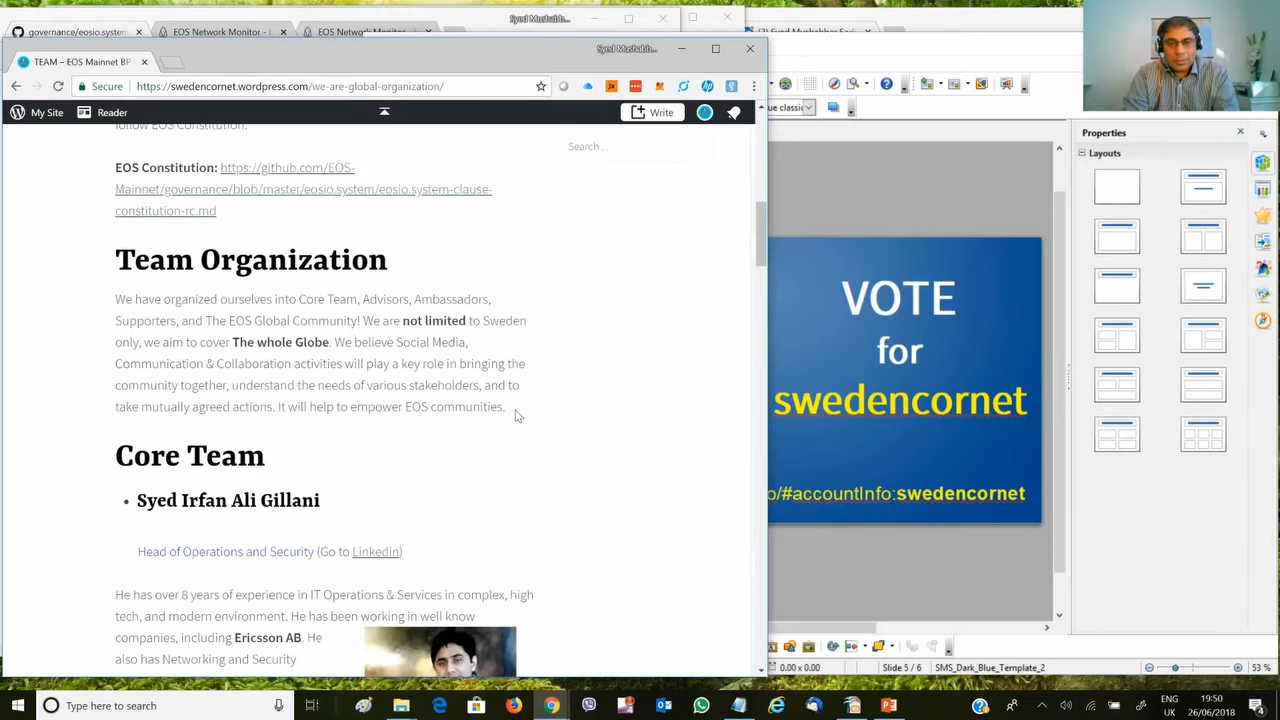 Syed Mushabb...
governance/eosio.system
EOS Network Monitor -
EOS Network Monitor
Syed Mushabb...
TEAM – EOS Mainnet BP
Secure
https://swedencornet.wordpress.com/we-are-global-organization/
My Site
Reader
Write
follow EOS Constitution.
Search ...
EOS Constitution: https://github.com/EOS-
Mainnet/governance/blob/master/eosio.system/eosio.system-clause-
constitution-rc.md
Team Organization
We have organized ourselves into Core Team, Advisors, Ambassadors,
Supporters, and The EOS Global Community! We are not limited to Sweden
only, we aim to cover The whole Globe. We believe Social Media,
Communication & Collaboration activities will play a key role in bringing the
community together, understand the needs of various stakeholders, and to
take mutually agreed actions. It will help to empower EOS communities.
Core Team
• Syed Irfan Ali Gillani
Head of Operations and Security (Go to Linkedin)
He has over 8 years of experience in IT Operations & Services in complex, high
tech, and modern environment. He has been working in well know
companies, including Ericsson AB. He
also has Networking and Security
ue classic
Properties
Layouts
VOTE
for
swedencornet
/#accountInfo:swedencornet
0.00 x 0.00
Slide 5 / 6
SMS_Dark_Blue_Template_2
53 %
Type here to search
ENG
UK
19:50
26/06/2018